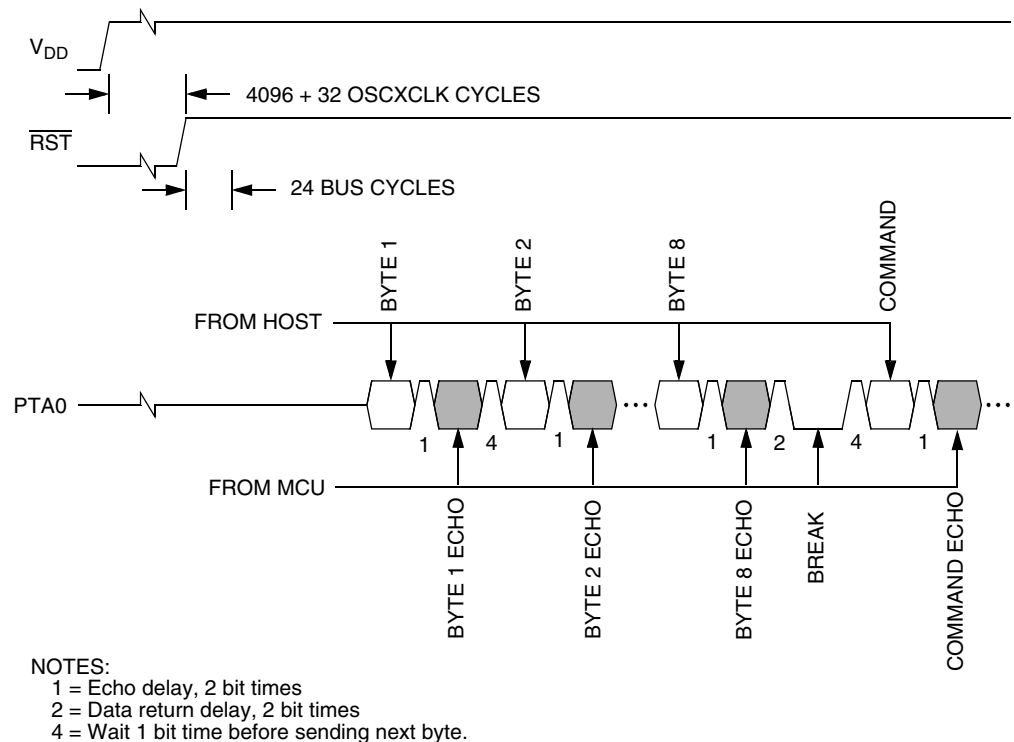 VDD
4096 + 32 OSCXCLK CYCLES
RST
24 BUS CYCLES
BYTE 1
BYTE 2
BYTE 8
COMMAND
FROM HOST
PTA0
...
...
1
4
1
1
2
4
1
FROM MCU
BYTE 1 ECHO
BYTE 2 ECHO
BYTE 8 ECHO
BREAK
COMMAND ECHO
NOTES:
1 = Echo delay, 2 bit times
2 = Data return delay, 2 bit times
4 = Wait 1 bit time before sending next byte.